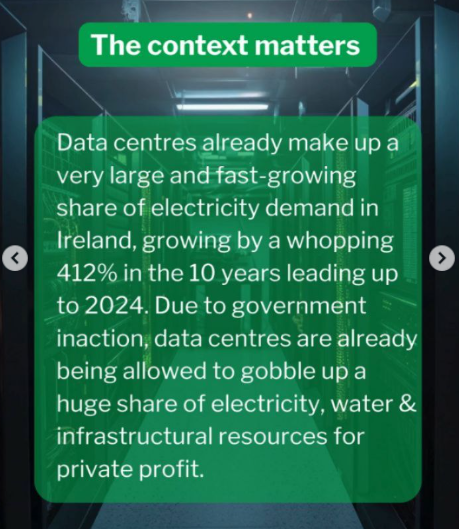 The context matters
Data centres already make up a
very large and fast-growing
share of electricity demand in
Ireland, growing by a whopping
412% in the 10 years leading up
to 2024. Due to government
inaction, data centres are already
being allowed to gobble up a
huge share of electricity, water &
infrastructural resources for
private profit.